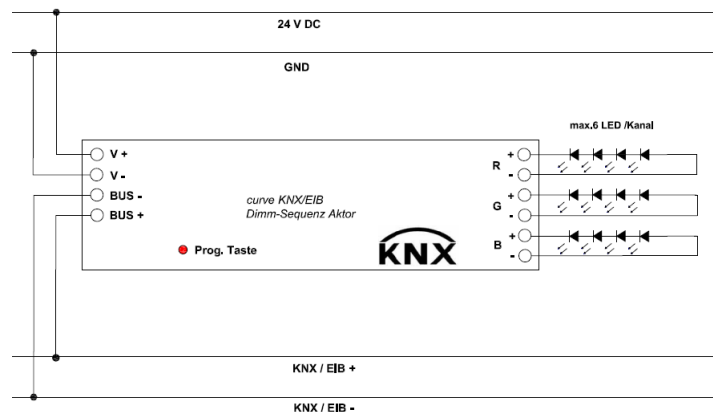 24 V DC
GND
max.6 LED /Kanal
V +
V -
BUS -
BUS +
curve KNX/EIB
Dimm-Sequenz Aktor
Prog. Taste
KNX
R
+
-
G
+
-
B
+
-
KNX / EIB +
KNX / EIB -